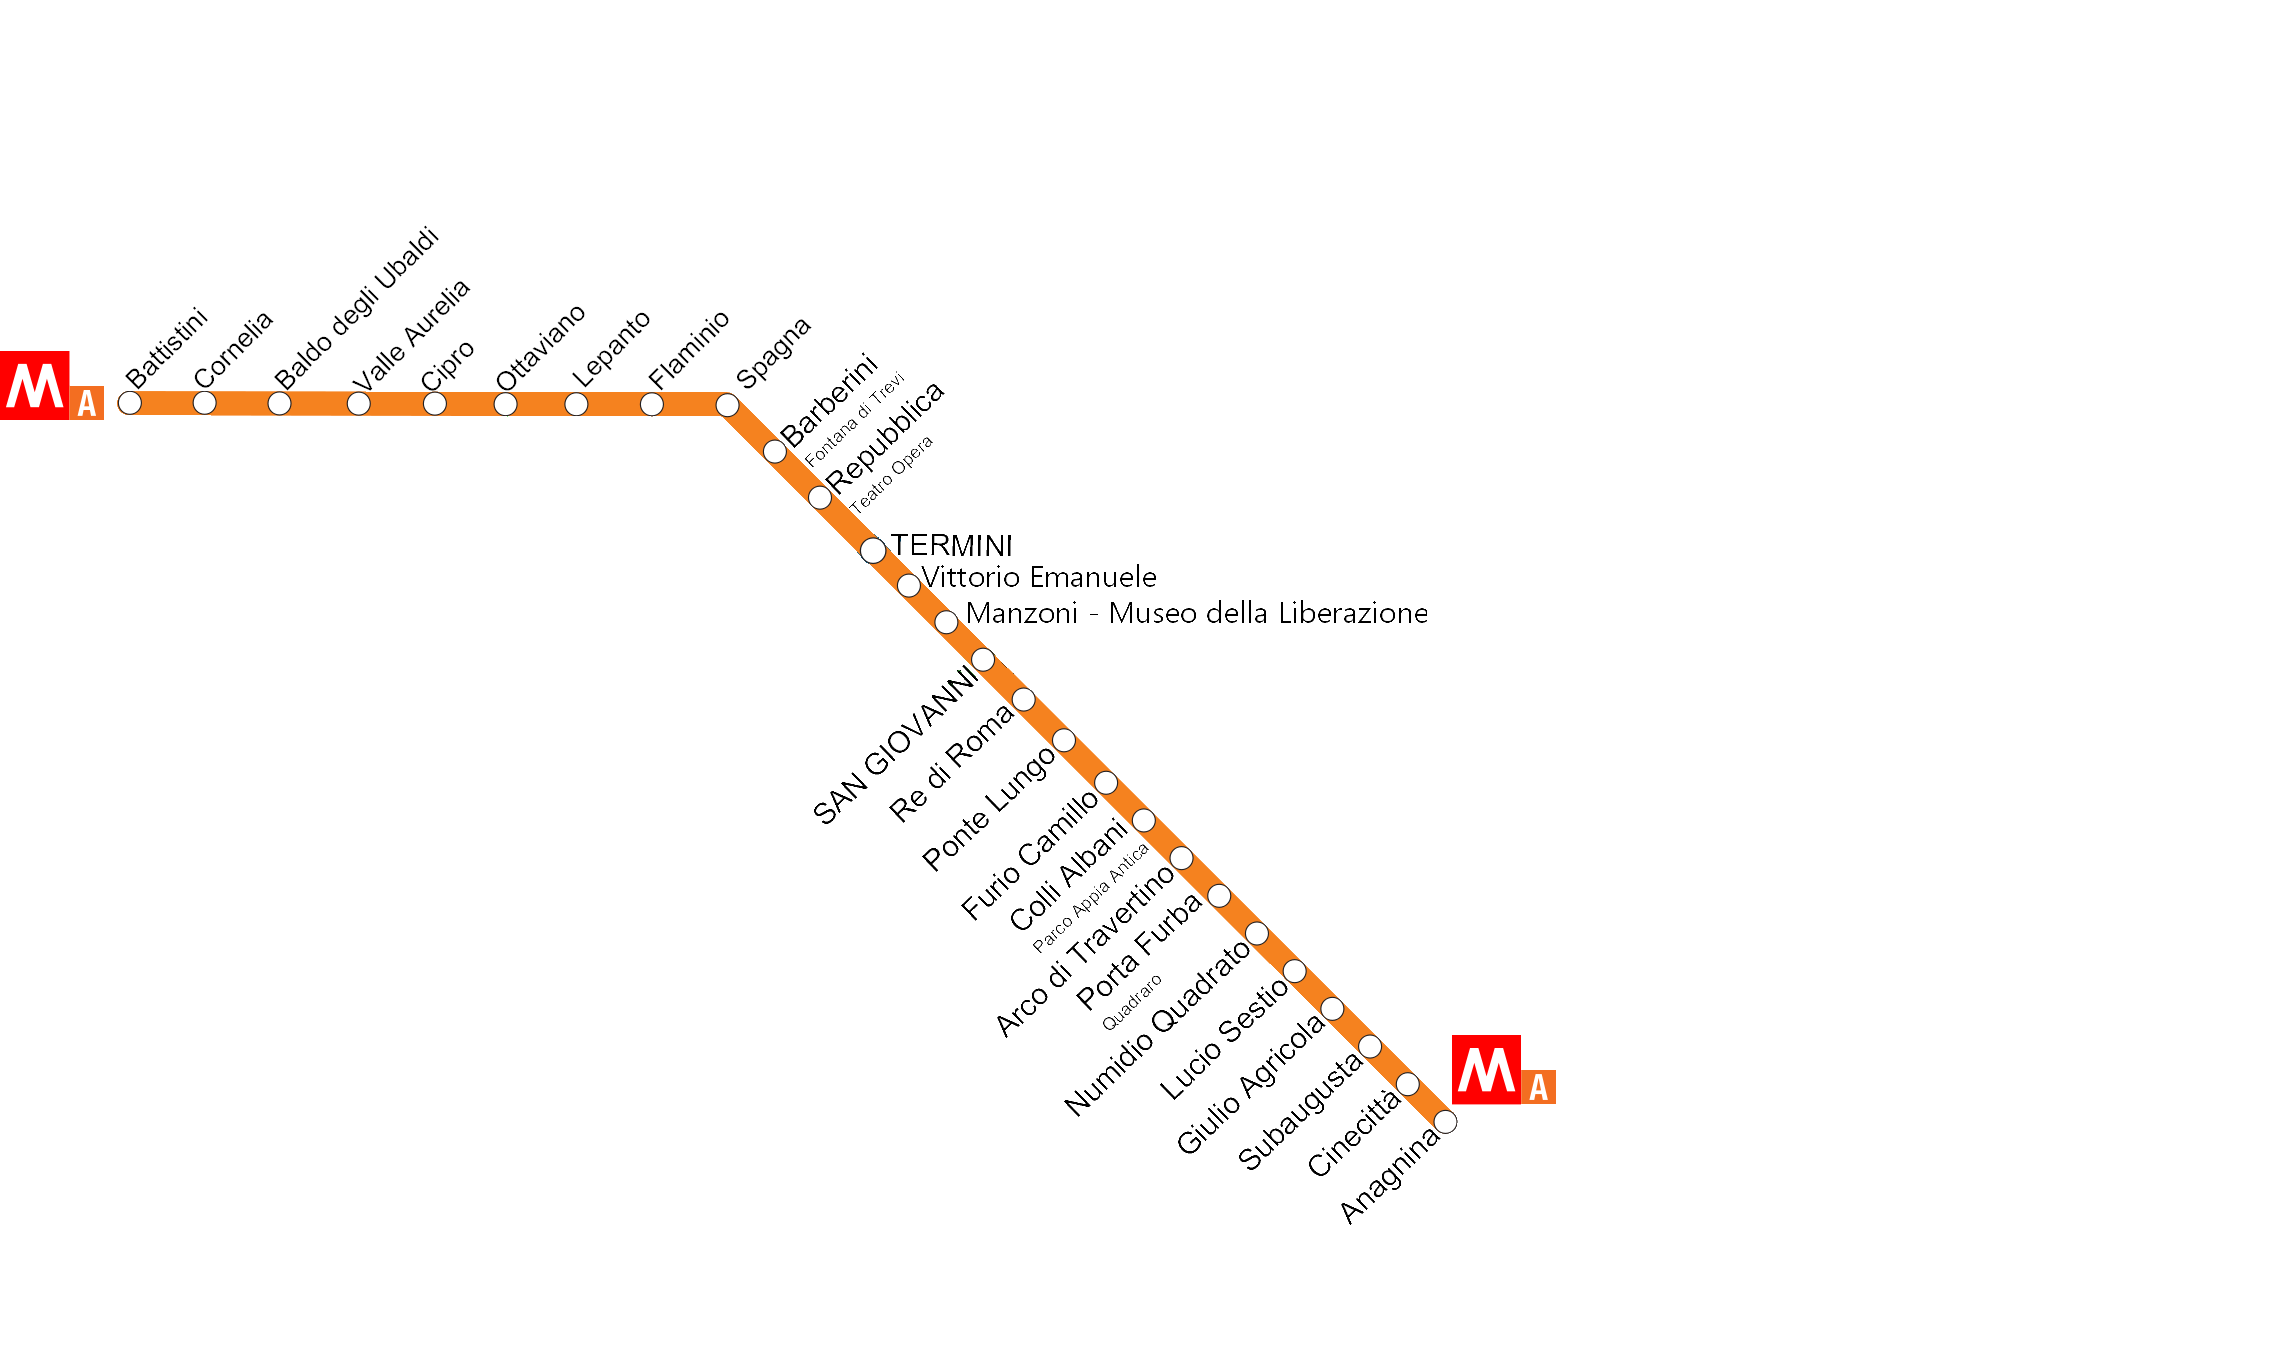 M
A
Battistini
Cornelia
Baldo degli Ubaldi
Valle Aurelia
Cipro
Ottaviano
Lepanto
Flaminio
Spagna
Barberini
Fontana di Trevi
Repubblica
Teatro Opera
TERMINI
Vittorio Emanuele
Manzoni - Museo della Liberazione
SAN GIOVANNI
Re di Roma
Ponte Lungo
Furio Camillo
Colli Albani
Parco Appia Antica
Arco di Travertino
Porta Furba
Quadraro
Numidio Quadrato
Lucio Sestio
Giulio Agricola
Subaugusta
Cinecittà
Anagnina
M
A